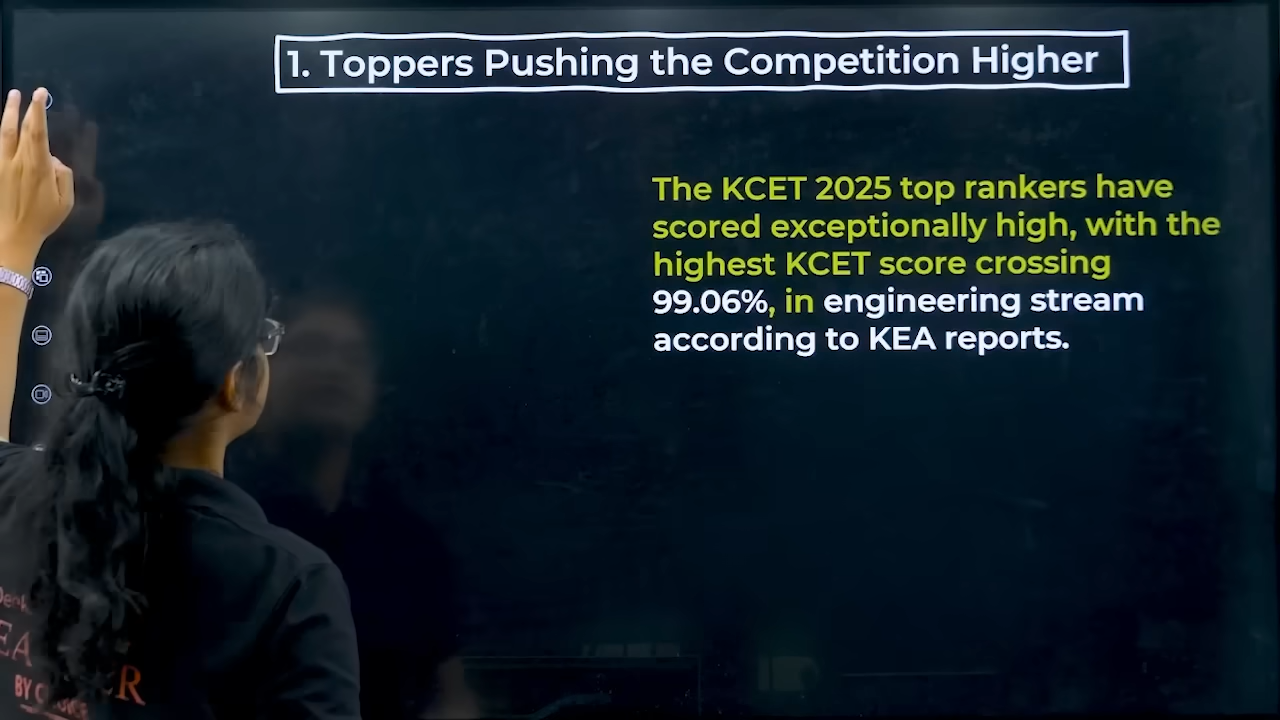 1. Toppers Pushing the Competition Higher
The KCET 2025 top rankers have
scored exceptionally high, with the
highest KCET score crossing
99.06%, in engineering stream
according to KEA reports.
BY